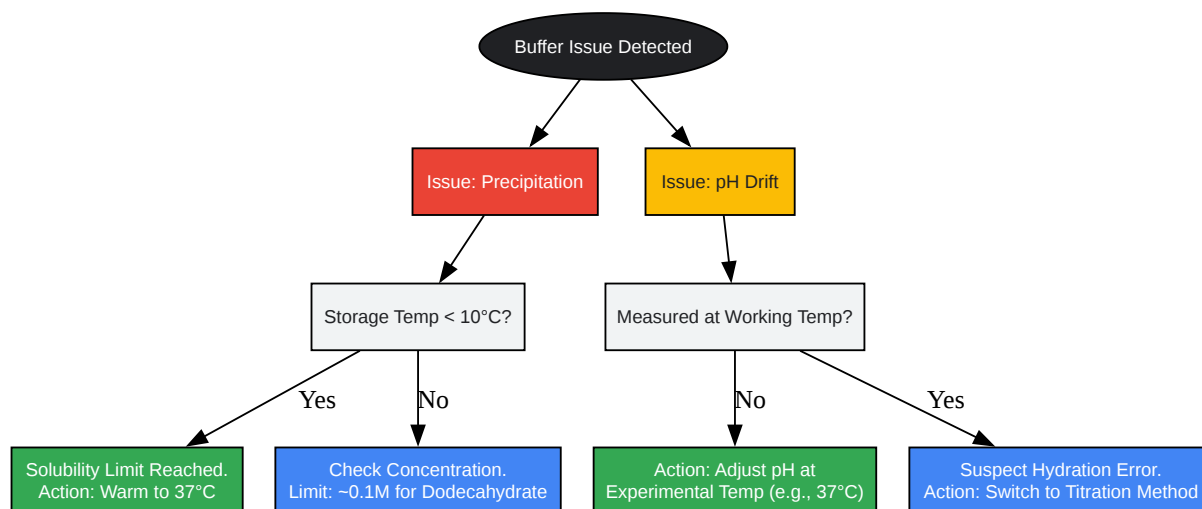 Buffer Issue Detected
Issue: Precipitation
Issue: pH Drift
Storage Temp < 10°C?
Measured at Working Temp?
Yes
No
No
Yes
Solubility Limit Reached.
Action: Warm to 37°C
Check Concentration.
Limit: ~0.1M for Dodecahydrate
Action: Adjust pH at
Experimental Temp (e.g., 37°C)
Suspect Hydration Error.
Action: Switch to Titration Method